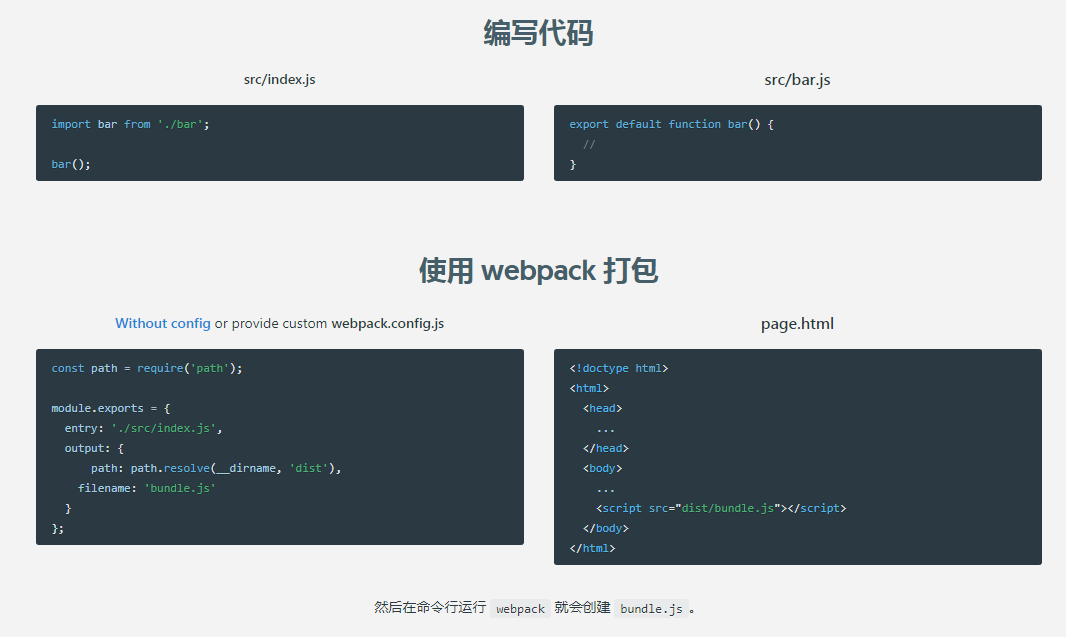 编写代码
src/index.js
import bar from './bar';
bar();
src/bar.js
export default function bar() {
  //
}
使用 webpack 打包
Without config or provide custom webpack.config.js
const path = require('path');
module.exports = {
  entry: './src/index.js',
  output: {
      path: path.resolve(__dirname, 'dist'),
    filename: 'bundle.js'
  }
};
page.html
<!doctype html>
<html>
  <head>
    ...
  </head>
  <body>
    ...
    <script src="dist/bundle.js"></script>
  </body>
</html>
然后在命令行运行 webpack 就会创建 bundle.js 。